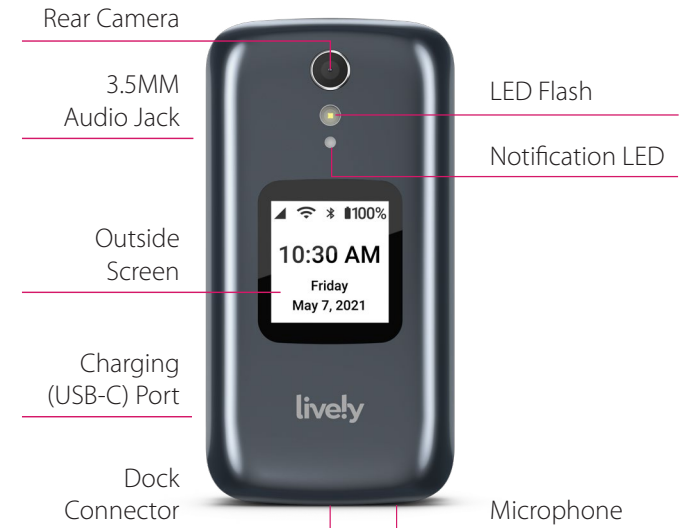 Rear Camera
3.5MM
Audio Jack
LED Flash
Notification LED
100%
10:30 AM
Friday
May 7, 2021
Outside
Screen
Charging
(USB-C) Port
lively
Dock
Connector
Microphone